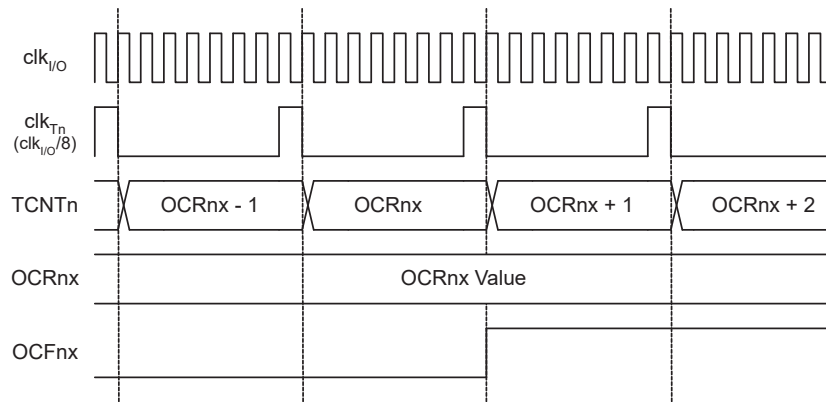 clkI/O
clkTn
(clkI/O/8)
TCNTn OCRnx - 1 OCRnx OCRnx + 1 OCRnx + 2
OCRnx OCRnx Value
OCFnx